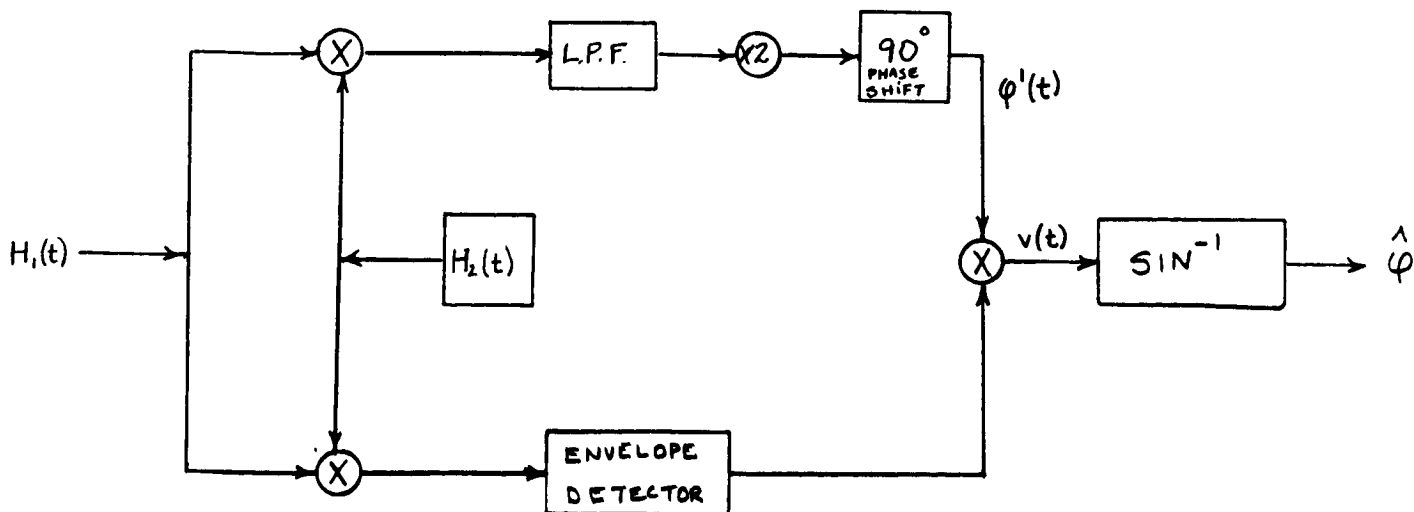 X
L.P.F.
X2
90°
PHASE
SHIFT
φ'(t)
H₁(t)
H₂(t)
X
v(t)
SIN⁻¹
φ̂
X
ENVELOPE
DETECTOR